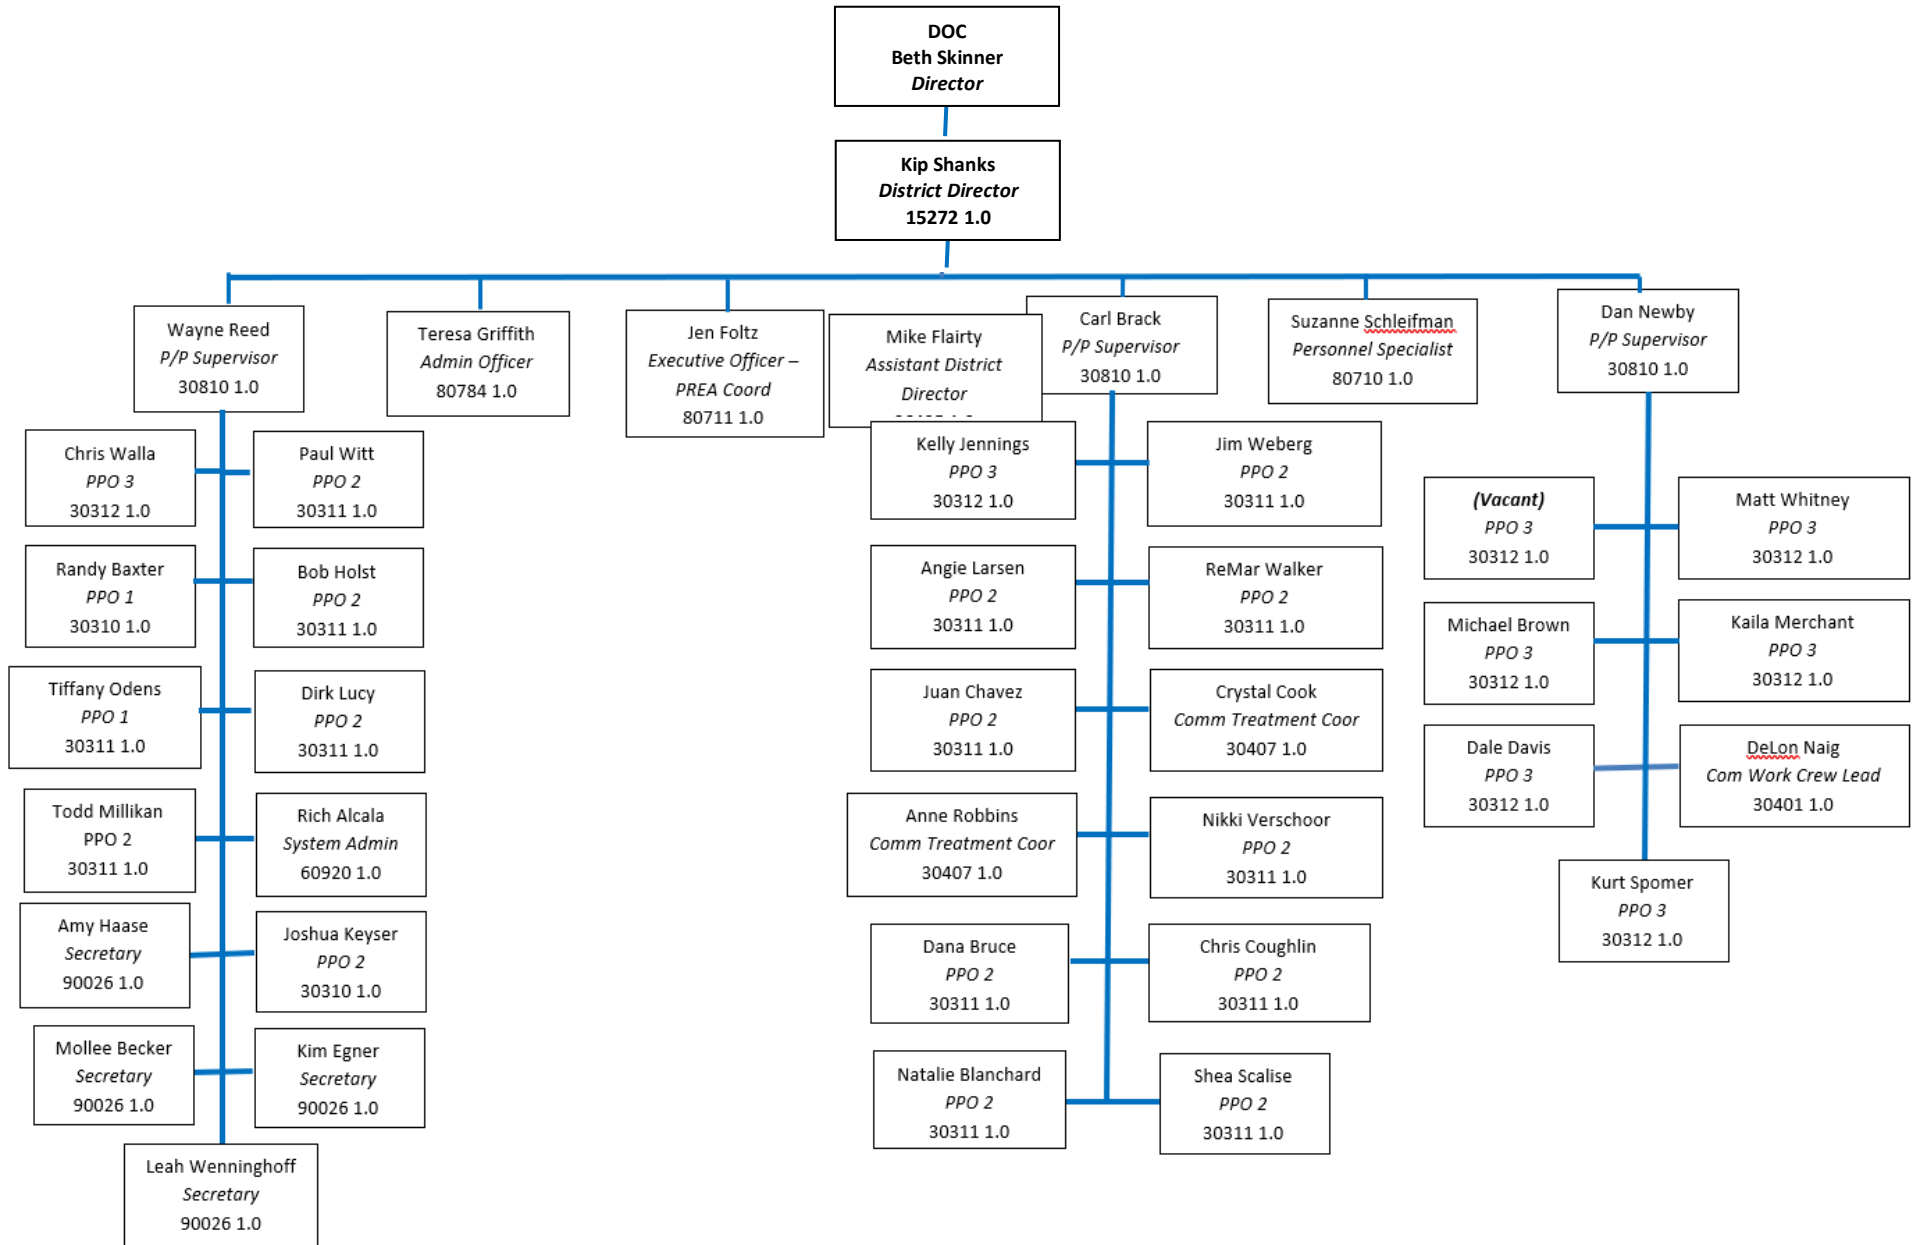 DOC
Beth Skinner
Director
Kip Shanks
District Director
15272 1.0
Wayne Reed
P/P Supervisor
30810 1.0
Teresa Griffith
Admin Officer
80784 1.0
Jen Foltz
Executive Officer –
PREA Coord
80711 1.0
Mike Flairty
Assistant District
Director
Carl Brack
P/P Supervisor
30810 1.0
Suzanne Schleifman
Personnel Specialist
80710 1.0
Dan Newby
P/P Supervisor
30810 1.0
Chris Walla
PPO 3
30312 1.0
Paul Witt
PPO 2
30311 1.0
Randy Baxter
PPO 1
30310 1.0
Bob Holst
PPO 2
30311 1.0
Tiffany Odens
PPO 1
30311 1.0
Dirk Lucy
PPO 2
30311 1.0
Todd Millikan
PPO 2
30311 1.0
Rich Alcala
System Admin
60920 1.0
Amy Haase
Secretary
90026 1.0
Joshua Keyser
PPO 2
30310 1.0
Mollee Becker
Secretary
90026 1.0
Kim Egner
Secretary
90026 1.0
Leah Wenninghoff
Secretary
90026 1.0
Kelly Jennings
PPO 3
30312 1.0
Jim Weberg
PPO 2
30311 1.0
Angie Larsen
PPO 2
30311 1.0
ReMar Walker
PPO 2
30311 1.0
Juan Chavez
PPO 2
30311 1.0
Crystal Cook
Comm Treatment Coor
30407 1.0
Anne Robbins
Comm Treatment Coor
30407 1.0
Nikki Verschoor
PPO 2
30311 1.0
Dana Bruce
PPO 2
30311 1.0
Chris Coughlin
PPO 2
30311 1.0
Natalie Blanchard
PPO 2
30311 1.0
Shea Scalise
PPO 2
30311 1.0
(Vacant)
PPO 3
30312 1.0
Matt Whitney
PPO 3
30312 1.0
Michael Brown
PPO 3
30312 1.0
Kaila Merchant
PPO 3
30312 1.0
Dale Davis
PPO 3
30312 1.0
DeLon Naig
Com Work Crew Lead
30401 1.0
Kurt Spomer
PPO 3
30312 1.0